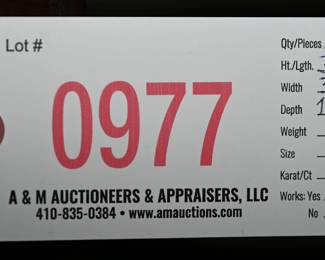 Lot #
0977
A & M AUCTIONEERS & APPRAISERS, LLC
410-835-0384 • www.amauctions.com
Qty/Pieces
Ht./Lgth.
Width
Depth 1
Weight
Size
Karat/Ct
Works: Yes
No